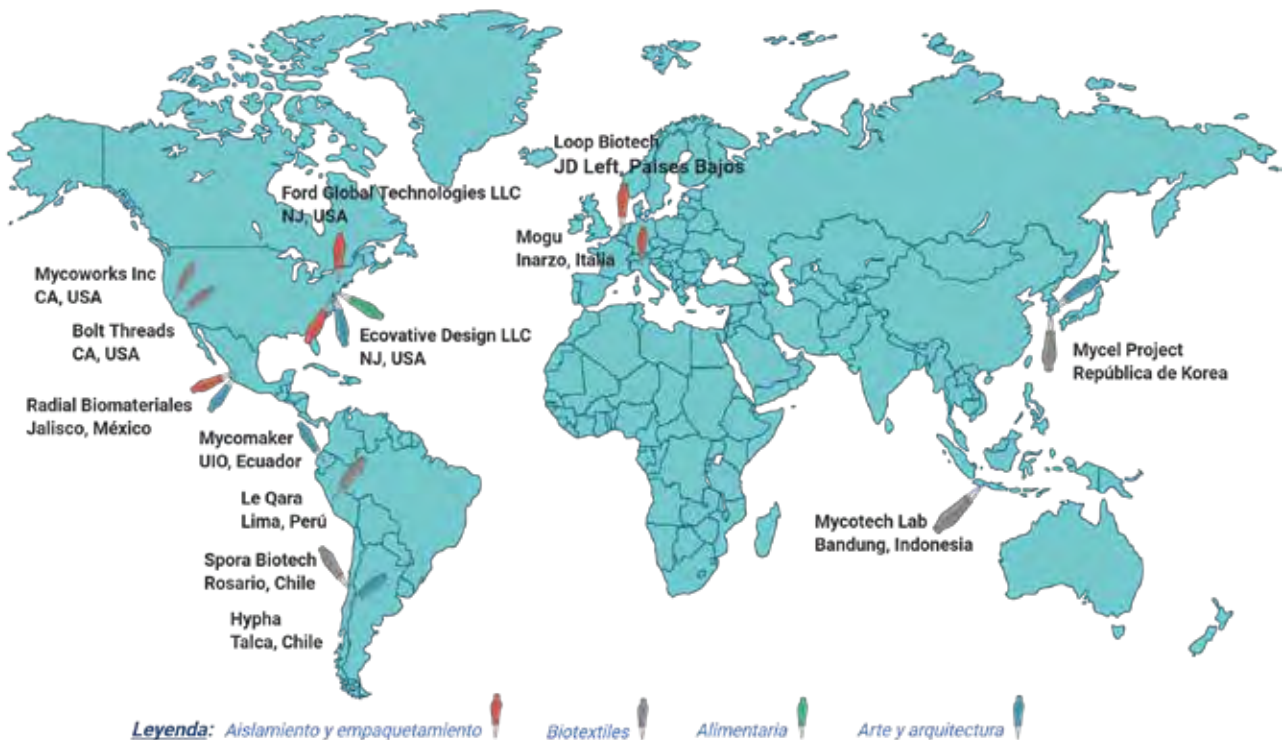 Loop Biotech
JD Left, Países Bajos
Ford Global Technologies LLC
NJ, USA
Mogu
Inarzo, Italia
Mycoworks Inc
CA, USA
Bolt Threads
CA, USA
Ecovative Design LLC
NJ, USA
Mycel Project
República de Korea
Radial Biomateriales
Jalisco, México
Mycomaker
UIO, Ecuador
Le Qara
Lima, Perú
Mycotech Lab
Bandung, Indonesia
Spora Biotech
Rosario, Chile
Hypha
Talca, Chile
Leyenda: Aislamiento y empaquetamiento Biotextiles Alimentaria Arte y arquitectura